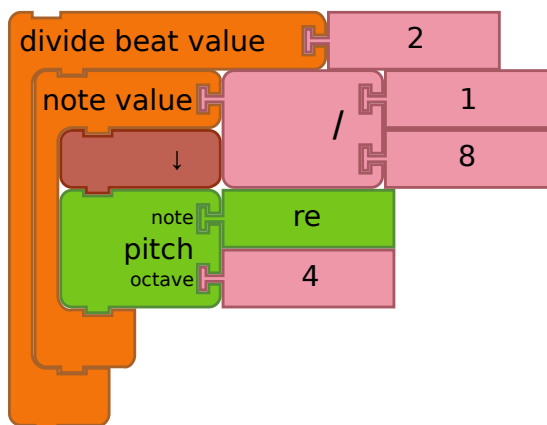 divide beat value 2
note value / 1
8
↓
note re
pitch
octave 4